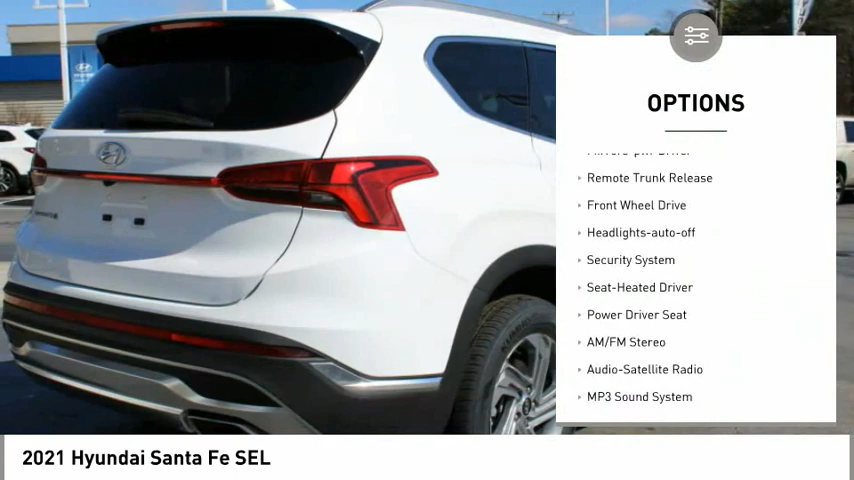 OPTIONS
Remote Trunk Release
Front Wheel Drive
Headlights-auto-off
Security System
Seat-Heated Driver
Power Driver Seat
AM/FM Stereo
Audio-Satellite Radio
MP3 Sound System
2021 Hyundai Santa Fe SEL